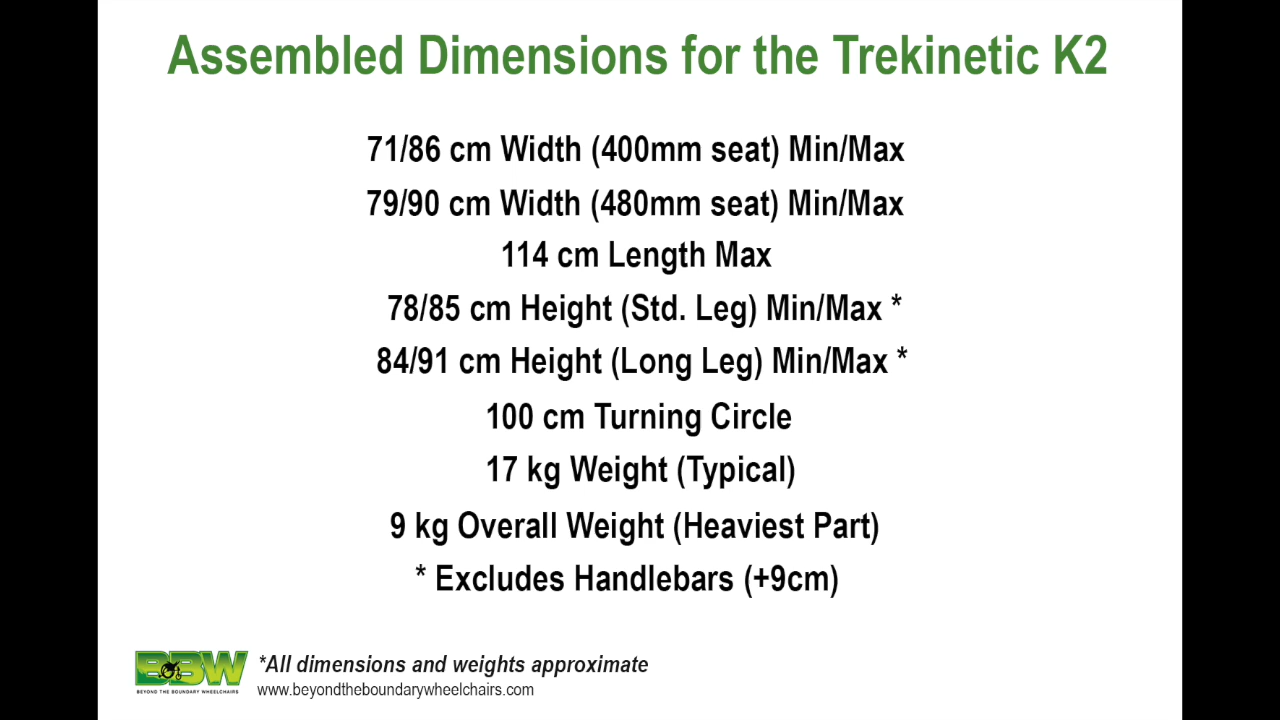 Assembled Dimensions for the Trekinetic K2
71/86 cm Width (400mm seat) Min/Max
79/90 cm Width (480mm seat) Min/Max
114 cm Length Max
78/85 cm Height (Std. Leg) Min/Max *
84/91 cm Height (Long Leg) Min/Max *
100 cm Turning Circle
17 kg Weight (Typical)
9 kg Overall Weight (Heaviest Part)
* Excludes Handlebars (+9cm)
BBW
BEYOND THE BOUNDARY WHEELCHAIRS
*All dimensions and weights approximate
www.beyondtheboundarywheelchairs.com